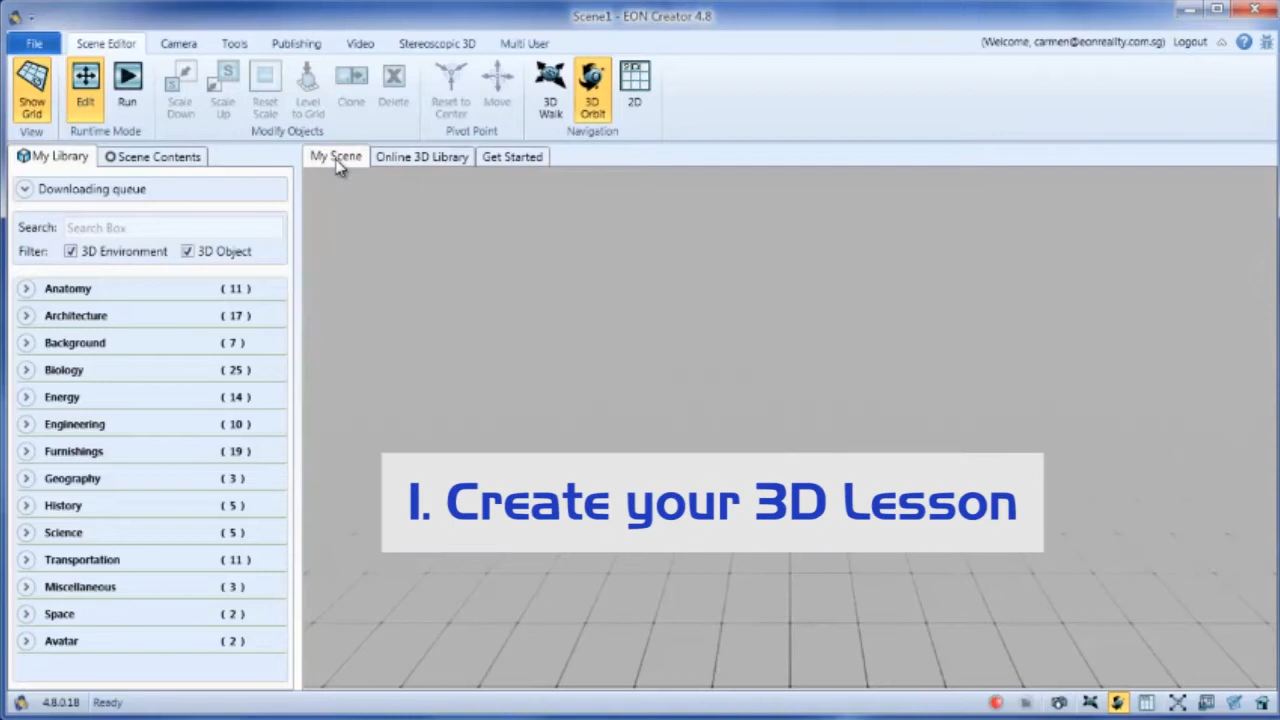 Scene1 - EON Creator 4.8
File Scene Editor Camera Tools Publishing Video Stereoscopic 3D Multi User (Welcome, carmen@eonreality.com.sg) Logout
Show Grid Edit Run Scale Down Scale Up Reset Scale Level to Grid Clone Delete Reset to Center Move 3D Walk 3D Orbit 2D
View Runtime Mode Modify Objects Pivot Point Navigation
My Library Scene Contents My Scene Online 3D Library Get Started
Downloading queue
Search: Search Box
Filter: 3D Environment 3D Object
Anatomy ( 11 )
Architecture ( 17 )
Background ( 7 )
Biology ( 25 )
Energy ( 14 )
Engineering ( 10 )
Furnishings ( 19 )
Geography ( 3 )
History ( 5 )
Science ( 5 )
Transportation ( 11 )
Miscellaneous ( 3 )
Space ( 2 )
Avatar ( 2 )
1. Create your 3D Lesson
4.8.0.18 Ready